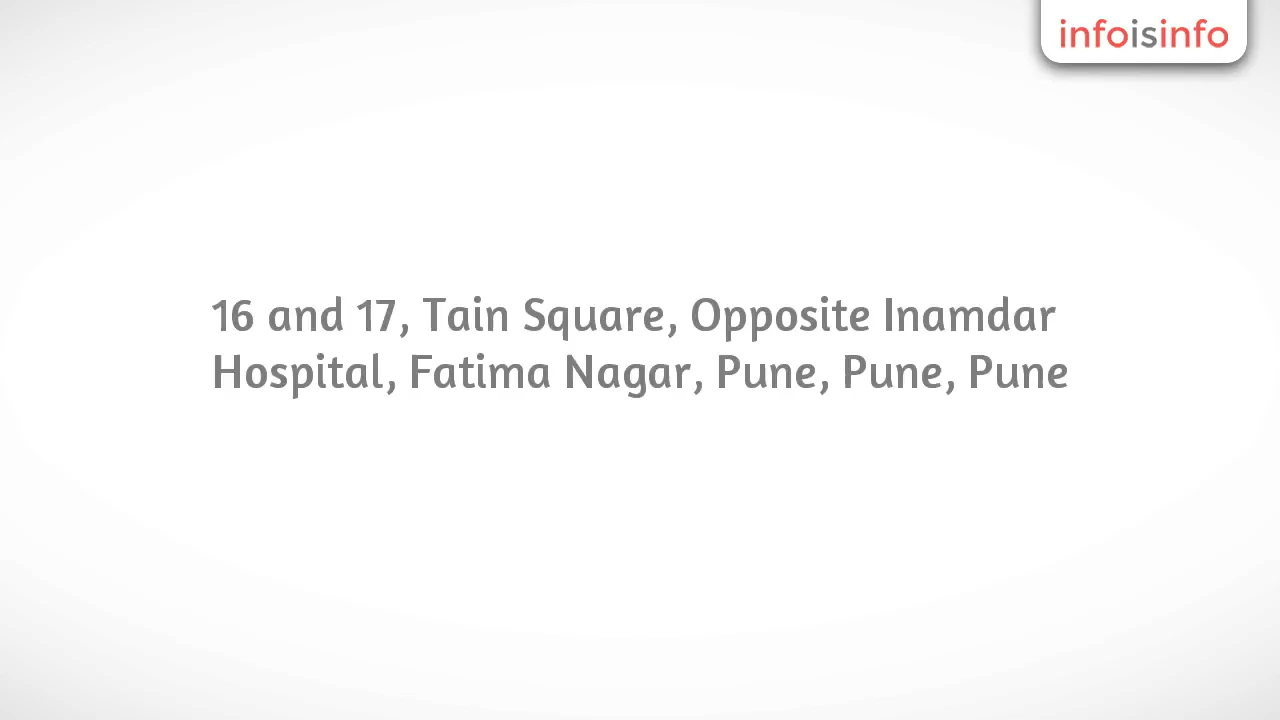 infoisinfo
16 and 17, Tain Square, Opposite Inamdar
Hospital, Fatima Nagar, Pune, Pune, Pune